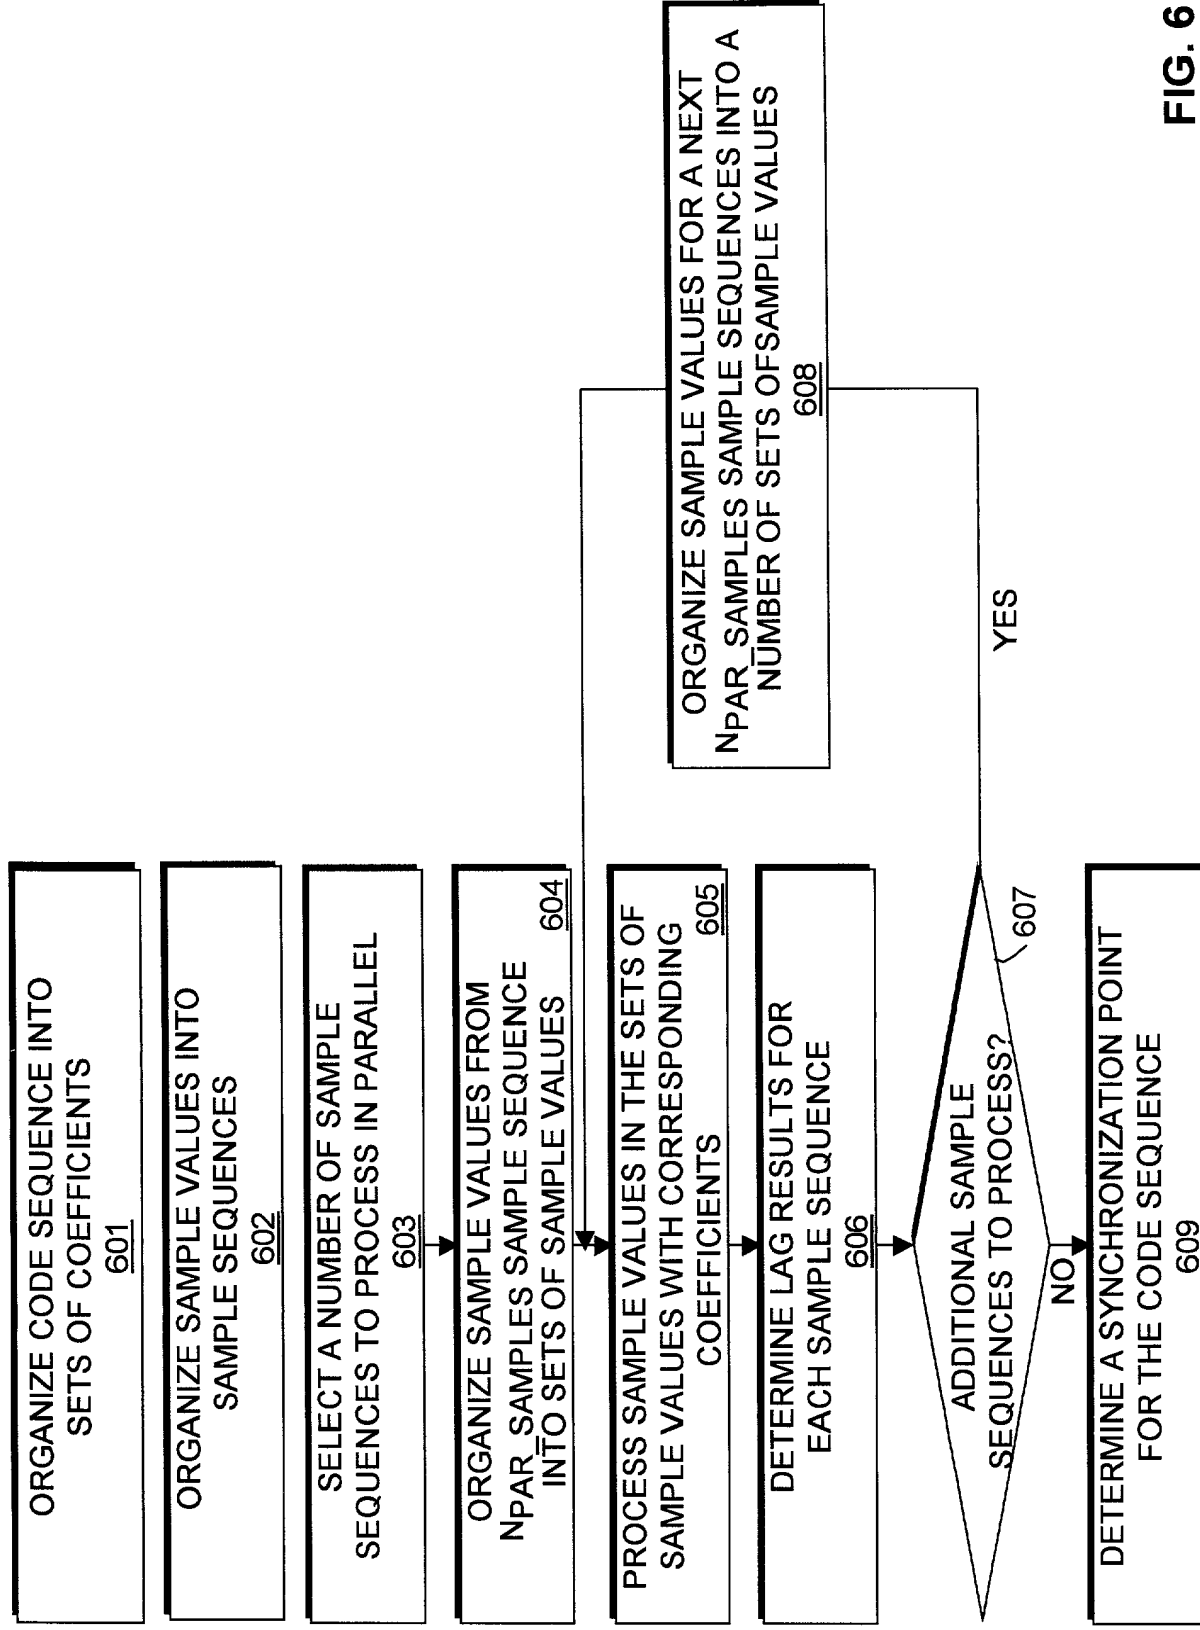 ORGANIZE CODE SEQUENCE INTO
SETS OF COEFFICIENTS
601
ORGANIZE SAMPLE VALUES INTO
SAMPLE SEQUENCES
602
SELECT A NUMBER OF SAMPLE
SEQUENCES TO PROCESS IN PARALLEL
603
ORGANIZE SAMPLE VALUES FROM
NPAR_SAMPLES SAMPLE SEQUENCE
INTO SETS OF SAMPLE VALUES
604
PROCESS SAMPLE VALUES IN THE SETS OF
SAMPLE VALUES WITH CORRESPONDING
COEFFICIENTS
605
DETERMINE LAG RESULTS FOR
EACH SAMPLE SEQUENCE
606
ADDITIONAL SAMPLE
SEQUENCES TO PROCESS?
607
YES
NO
ORGANIZE SAMPLE VALUES FOR A NEXT
NPAR_SAMPLES SAMPLE SEQUENCES INTO A
NUMBER OF SETS OFSAMPLE VALUES
608
DETERMINE A SYNCHRONIZATION POINT
FOR THE CODE SEQUENCE
609
FIG. 6